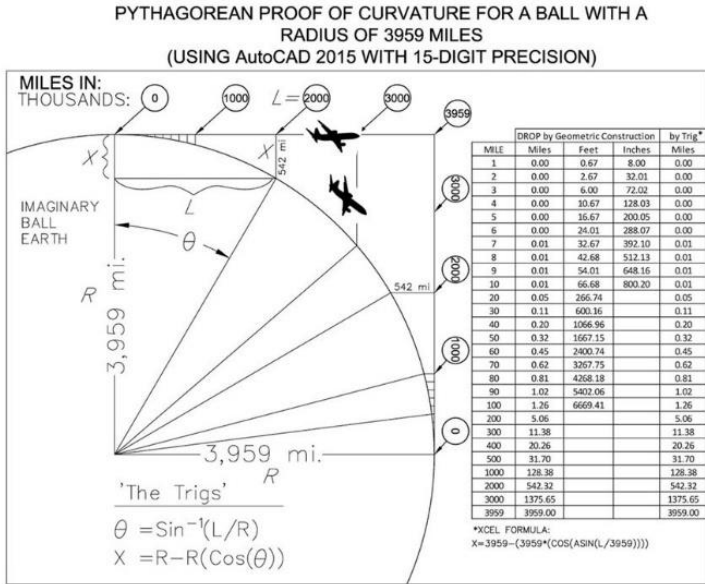 PYTHAGOREAN PROOF OF CURVATURE FOR A BALL WITH A
RADIUS OF 3959 MILES
(USING AutoCAD 2015 WITH 15-DIGIT PRECISION)
MILES IN:
THOUSANDS:
0
1000
L=
2000
3000
3959
X
X
542 mi
L
IMAGINARY
BALL
EARTH
θ
R
3,959 mi.
3000
2000
542 mi
1000
0
3,959 mi.
R
'The Trigs'
θ =Sin⁻¹(L/R)
X =R-R(Cos(θ))
DROP by Geometric Construction by Trig*
MILE Miles Feet Inches Miles
1 0.00 0.67 8.00 0.00
2 0.00 2.67 32.01 0.00
3 0.00 6.00 72.02 0.00
4 0.00 10.67 128.03 0.00
5 0.00 16.67 200.05 0.00
6 0.00 24.01 288.07 0.00
7 0.01 32.67 392.10 0.01
8 0.01 42.68 512.13 0.01
9 0.01 54.01 648.16 0.01
10 0.01 66.68 800.20 0.01
20 0.05 266.74 0.05
30 0.11 600.16 0.11
40 0.20 1066.96 0.20
50 0.32 1667.15 0.32
60 0.45 2400.74 0.45
70 0.62 3267.75 0.62
80 0.81 4268.18 0.81
90 1.02 5402.06 1.02
100 1.26 6669.41 1.26
200 5.06 5.06
300 11.38 11.38
400 20.26 20.26
500 31.70 31.70
1000 128.38 128.38
2000 542.32 542.32
3000 1375.65 1375.65
3959 3959.00 3959.00
*XCEL FORMULA:
X=3959-(3959*(COS(ASIN(L/3959))))